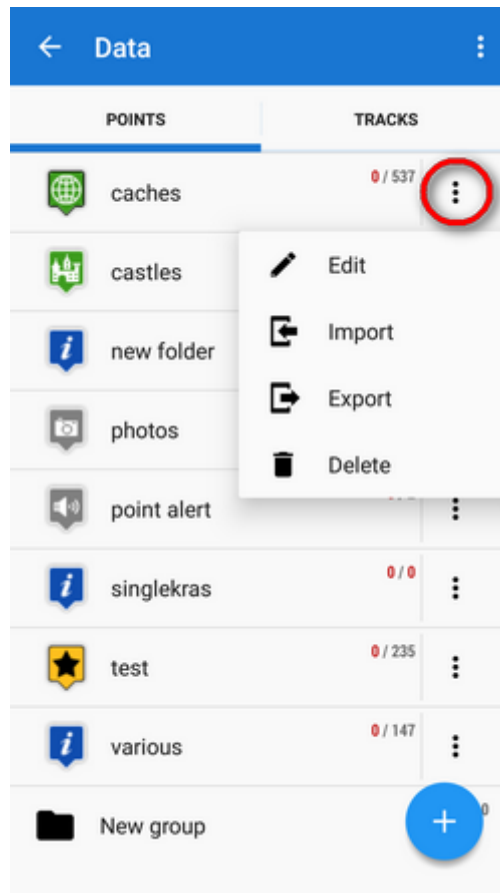 Data
POINTS
TRACKS
caches
0 / 537
castles
Edit
new folder
Import
photos
Export
Delete
point alert
singlekras
0 / 0
test
0 / 235
various
0 / 147
New group
0